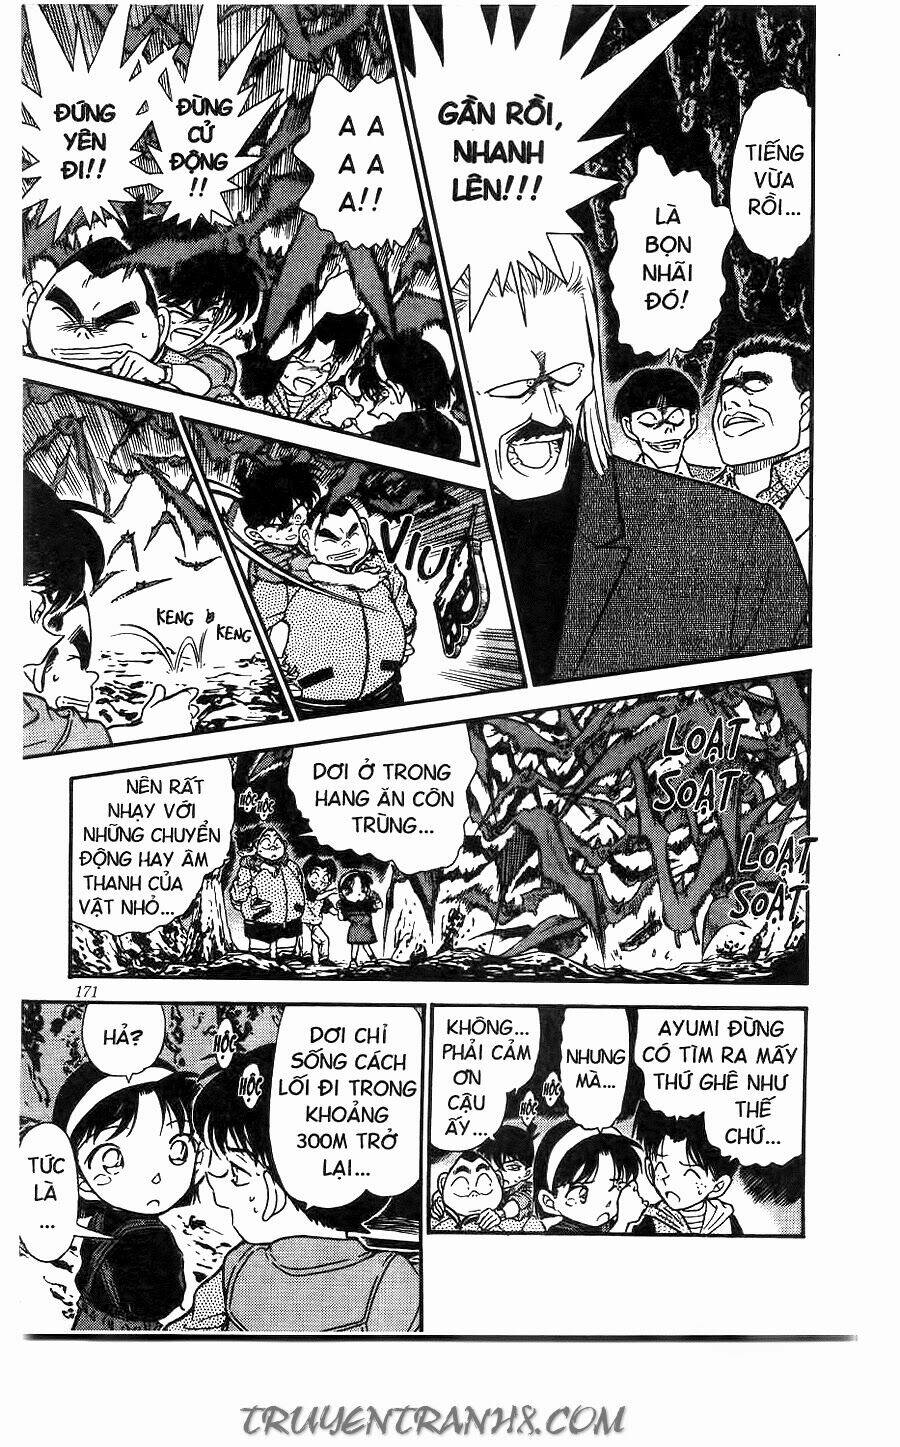 TIẾNG
VỪA
RỒI...
LÀ
BỌN
NHÃI
ĐÓ!
GẦN RỒI,
NHANH
LÊN!!!
A A
A A
A!!
ĐỪNG
CỬ
ĐỘNG
!!
ĐỨNG
YÊN
ĐI!!
VIU
KENG
KENG
LOẠT
SOẠT
LOẠT
SOẠT
DƠI Ở TRONG
HANG ĂN CÔN
TRÙNG...
HỘC
HỘC
NÊN RẤT
NHẠY VỚI
NHỮNG CHUYỂN
ĐỘNG HAY ÂM
THANH CỦA
VẬT NHỎ...
171
AYUMI ĐỪNG
CÓ TÌM RA MẤY
THỨ GHÊ NHƯ
THẾ
CHỨ...
NHƯNG
MÀ...
HỘC
HỘC
KHÔNG...
PHẢI CẢM
ƠN
CẬU
ẤY...
DƠI CHỈ
SỐNG CÁCH
LỐI ĐI TRONG
KHOẢNG
300M TRỞ
LẠI...
HỘC
HỘC
HẢ?
TỨC
LÀ
...
TRUYENTRANH8.COM